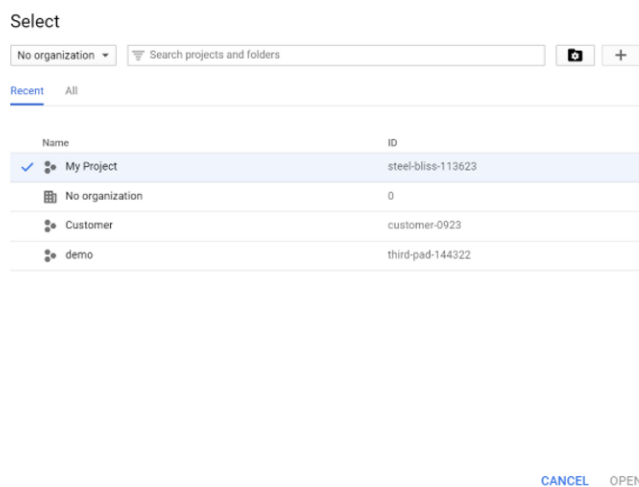 Select
No organization Search projects and folders
Recent All
Name ID
My Project steel-bliss-113623
No organization 0
Customer customer-0923
demo third-pad-144322
CANCEL OPEN